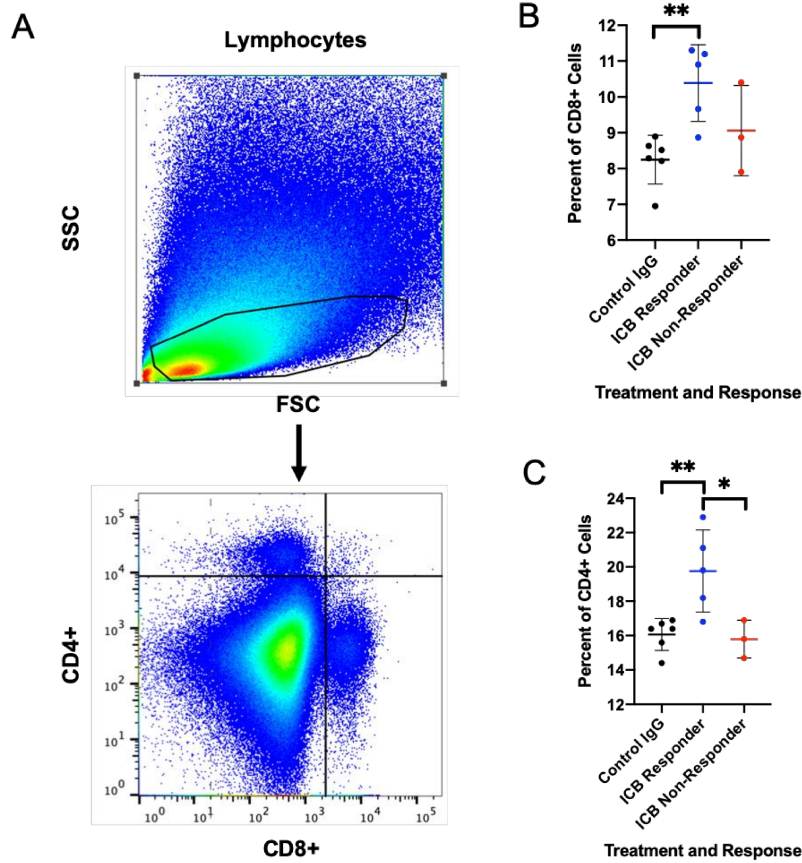 A
Lymphocytes
SSC
FSC
CD4+
10^5
10^4
10^3
10^2
10^1
10^0
10^0 10^1 10^2 10^3 10^4 10^5
CD8+
B
**
Percent of CD8+ Cells
12
11
10
9
8
7
6
Control IgG
ICB Responder
ICB Non-Responder
Treatment and Response
C
** *
Percent of CD4+ Cells
24
22
20
18
16
14
12
Control IgG
ICB Responder
ICB Non-Responder
Treatment and Response